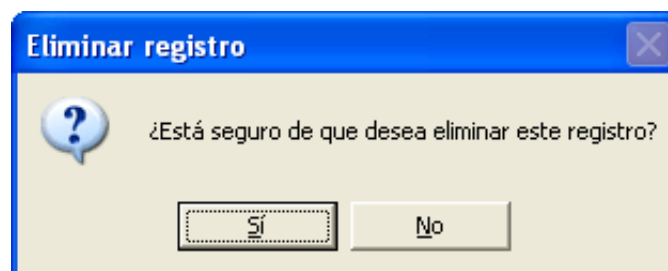 Eliminar registro
¿Está seguro de que desea eliminar este registro?
Sí No